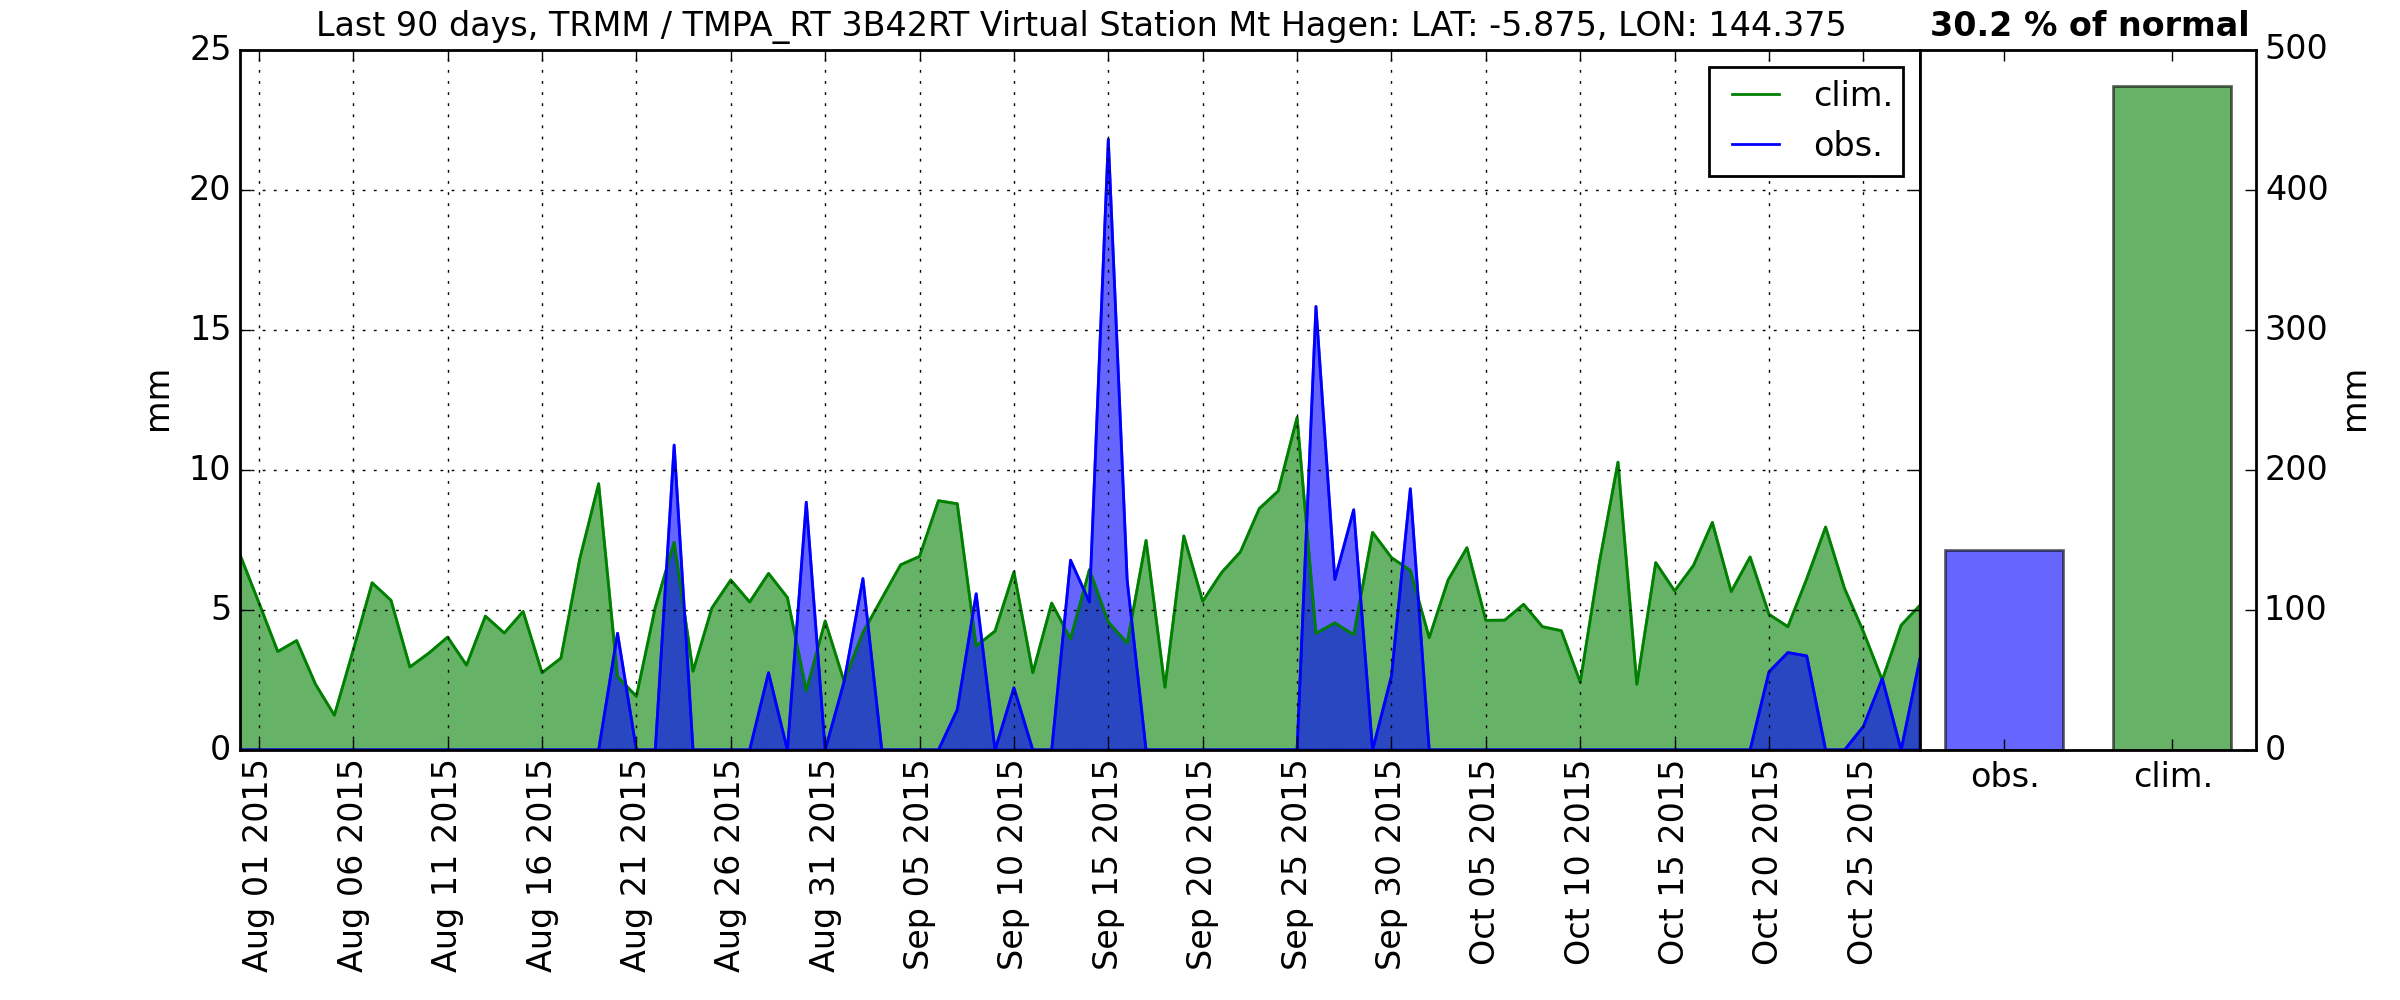 Last 90 days, TRMM / TMPA_RT 3B42RT Virtual Station Mt Hagen: LAT: -5.875, LON: 144.375
30.2 % of normal
25
20
15
10
5
0
mm
clim.
obs.
500
400
300
200
100
0
mm
Aug 01 2015
Aug 06 2015
Aug 11 2015
Aug 16 2015
Aug 21 2015
Aug 26 2015
Aug 31 2015
Sep 05 2015
Sep 10 2015
Sep 15 2015
Sep 20 2015
Sep 25 2015
Sep 30 2015
Oct 05 2015
Oct 10 2015
Oct 15 2015
Oct 20 2015
Oct 25 2015
obs.
clim.